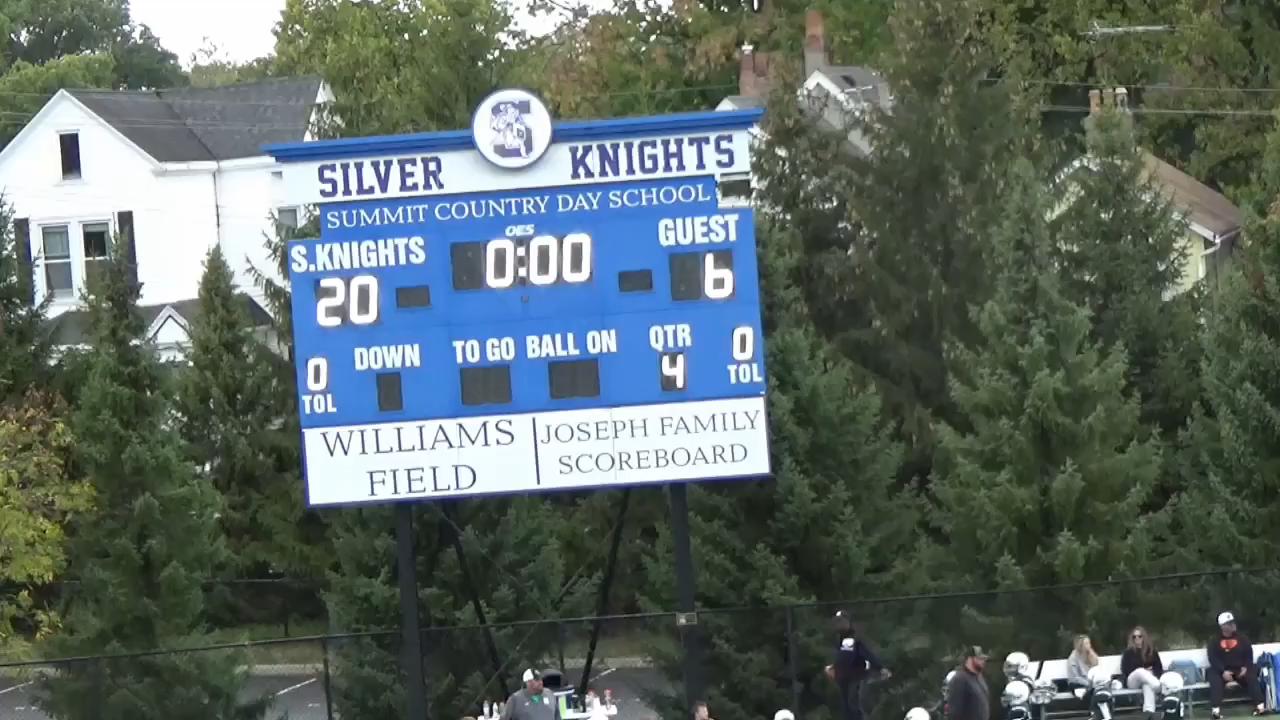 SILVER KNIGHTS
SUMMIT COUNTRY DAY SCHOOL
S.KNIGHTS OES GUEST
20 0:00 6
DOWN TO GO BALL ON QTR
0 4 0
TOL TOL
WILLIAMS FIELD
JOSEPH FAMILY SCOREBOARD